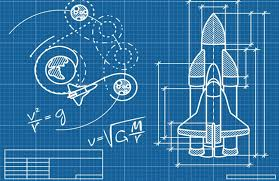 v²/r = g
v = √G M/r